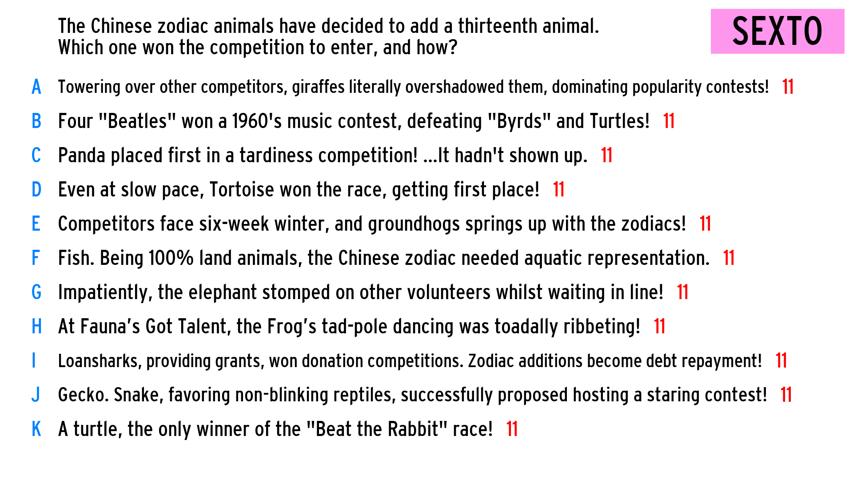 The Chinese zodiac animals have decided to add a thirteenth animal.
Which one won the competition to enter, and how?
SEXTO
A Towering over other competitors, giraffes literally overshadowed them, dominating popularity contests! 11
B Four "Beatles" won a 1960's music contest, defeating "Byrds" and Turtles! 11
C Panda placed first in a tardiness competition! ...It hadn't shown up. 11
D Even at slow pace, Tortoise won the race, getting first place! 11
E Competitors face six-week winter, and groundhogs springs up with the zodiacs! 11
F Fish. Being 100% land animals, the Chinese zodiac needed aquatic representation. 11
G Impatiently, the elephant stomped on other volunteers whilst waiting in line! 11
H At Fauna's Got Talent, the Frog's tad-pole dancing was toadally ribbeting! 11
I Loansharks, providing grants, won donation competitions. Zodiac additions become debt repayment! 11
J Gecko. Snake, favoring non-blinking reptiles, successfully proposed hosting a staring contest! 11
K A turtle, the only winner of the "Beat the Rabbit" race! 11